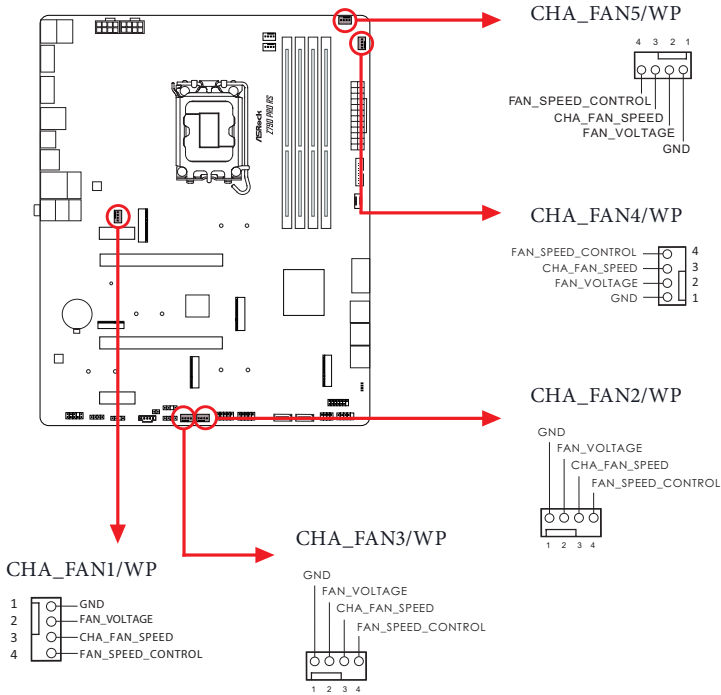 CHA_FAN5/WP
4 3 2 1
FAN_SPEED_CONTROL
CHA_FAN_SPEED
FAN_VOLTAGE
GND
ASRock
Z790 PRO RS
CHA_FAN4/WP
FAN_SPEED_CONTROL 4
CHA_FAN_SPEED 3
FAN_VOLTAGE 2
GND 1
CHA_FAN2/WP
GND
FAN_VOLTAGE
CHA_FAN_SPEED
FAN_SPEED_CONTROL
1 2 3 4
CHA_FAN3/WP
GND
FAN_VOLTAGE
CHA_FAN_SPEED
FAN_SPEED_CONTROL
1 2 3 4
CHA_FAN1/WP
1 GND
2 FAN_VOLTAGE
3 CHA_FAN_SPEED
4 FAN_SPEED_CONTROL